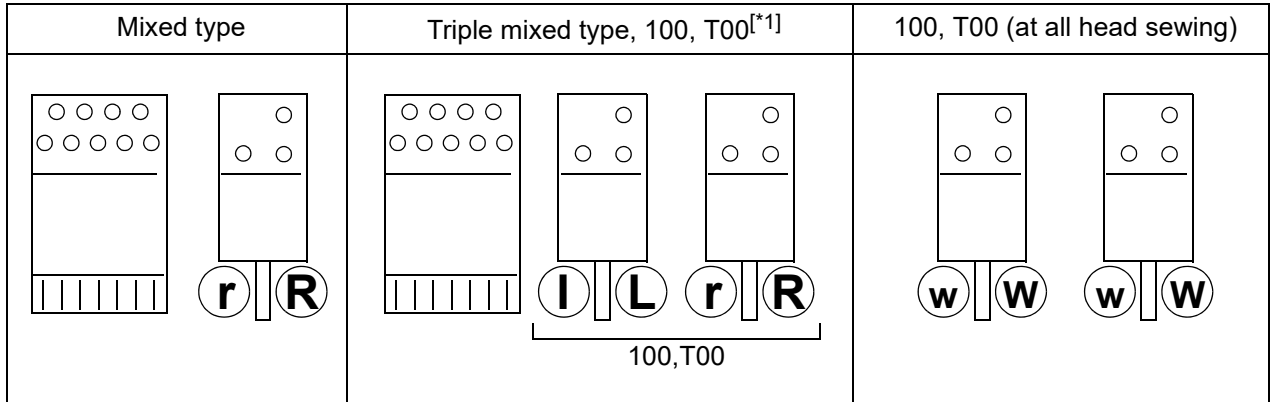 Mixed type
Triple mixed type, 100, T00[*1]
100, T00 (at all head sewing)
r R
l L r R
w W w W
100,T00